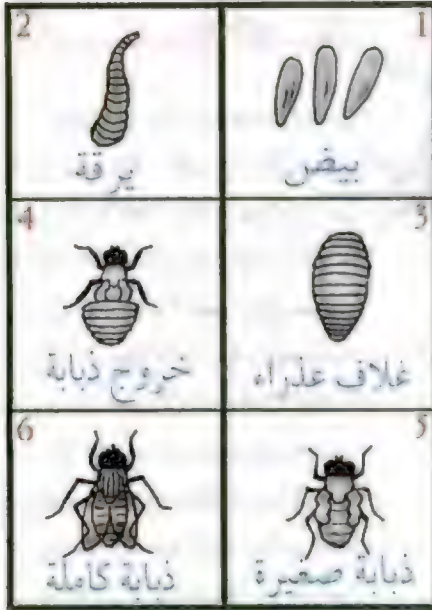 1
بيض
2
يرقة
3
غلاف عذراء
4
خروج ذبابة
5
ذبابة صغيرة
6
ذبابة كاملة